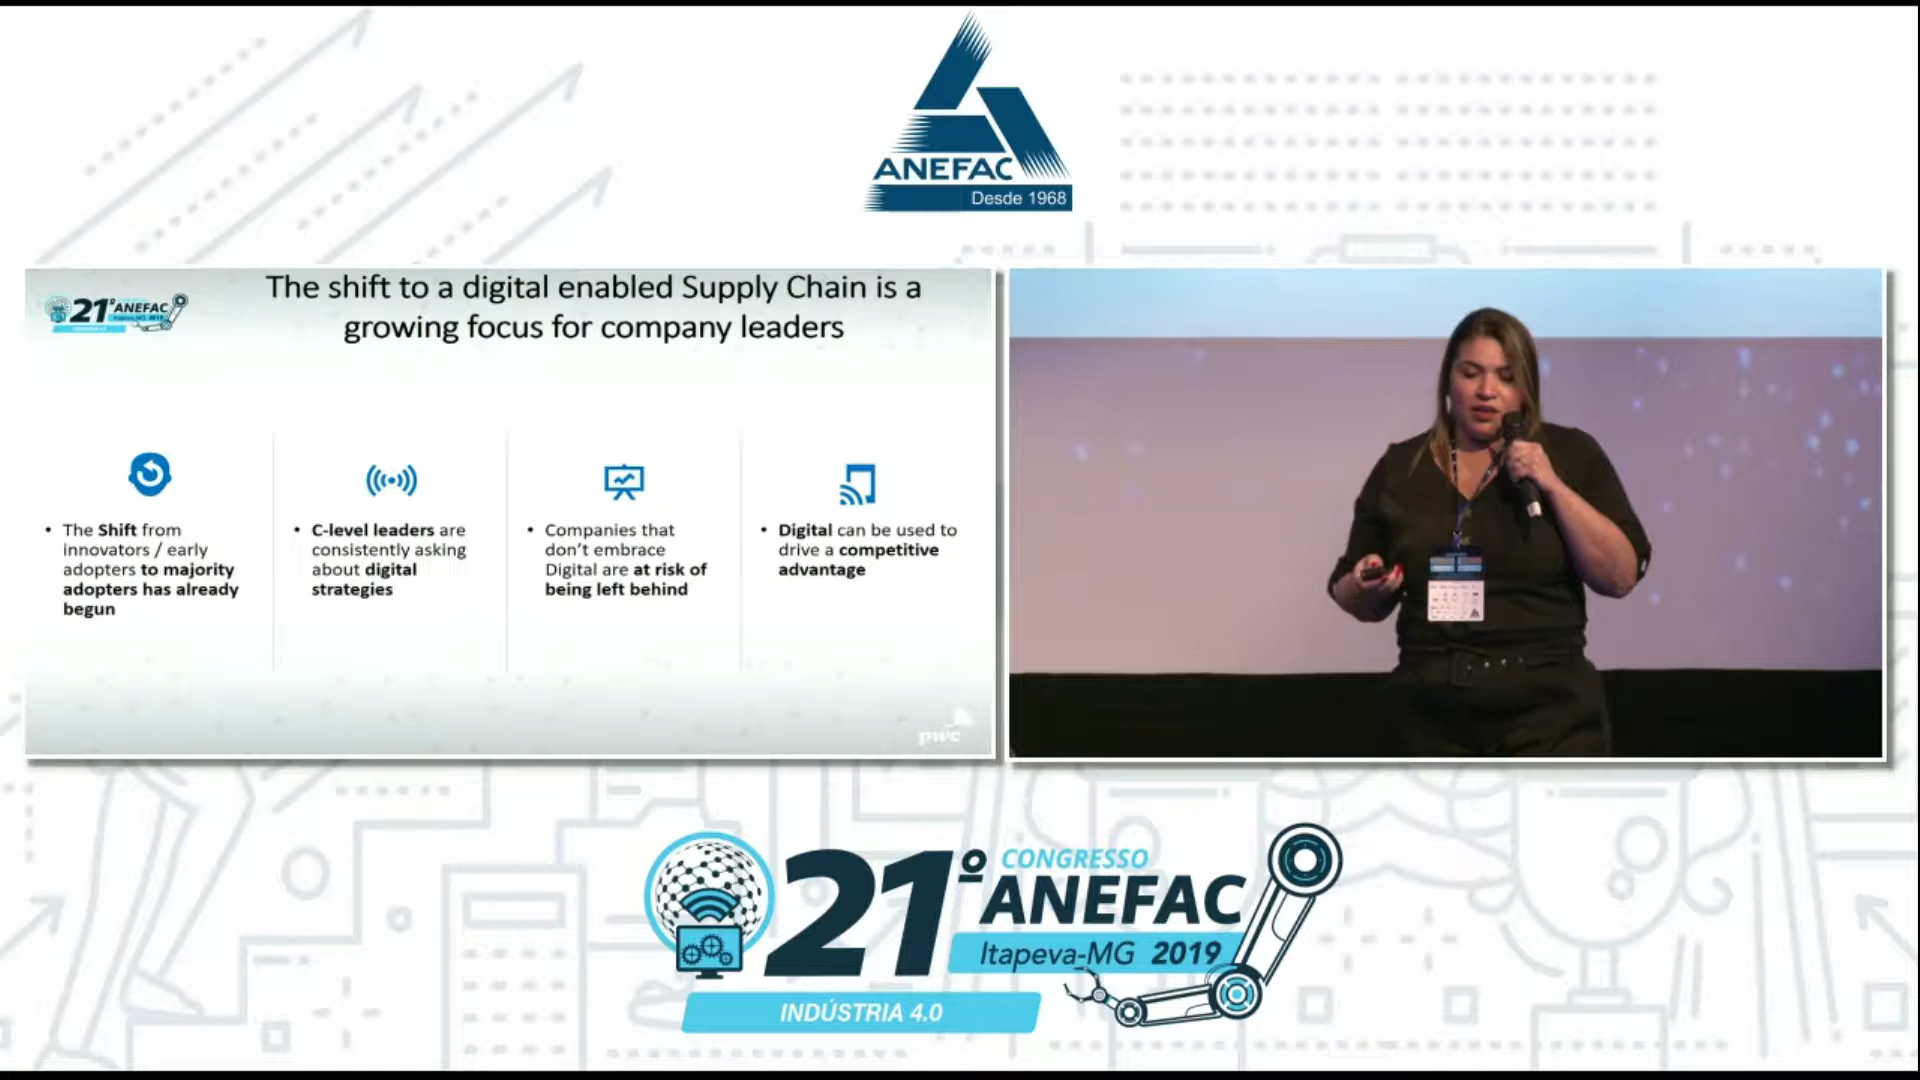 ANEFAC
Desde 1968
21º ANEFAC
The shift to a digital enabled Supply Chain is a
growing focus for company leaders
• The Shift from
innovators / early
adopters to majority
adopters has already
begun
• C-level leaders are
consistently asking
about digital
strategies
• Companies that
don't embrace
Digital are at risk of
being left behind
• Digital can be used to
drive a competitive
advantage
pwc
21º CONGRESSO
ANEFAC
Itapeva-MG 2019
INDÚSTRIA 4.0